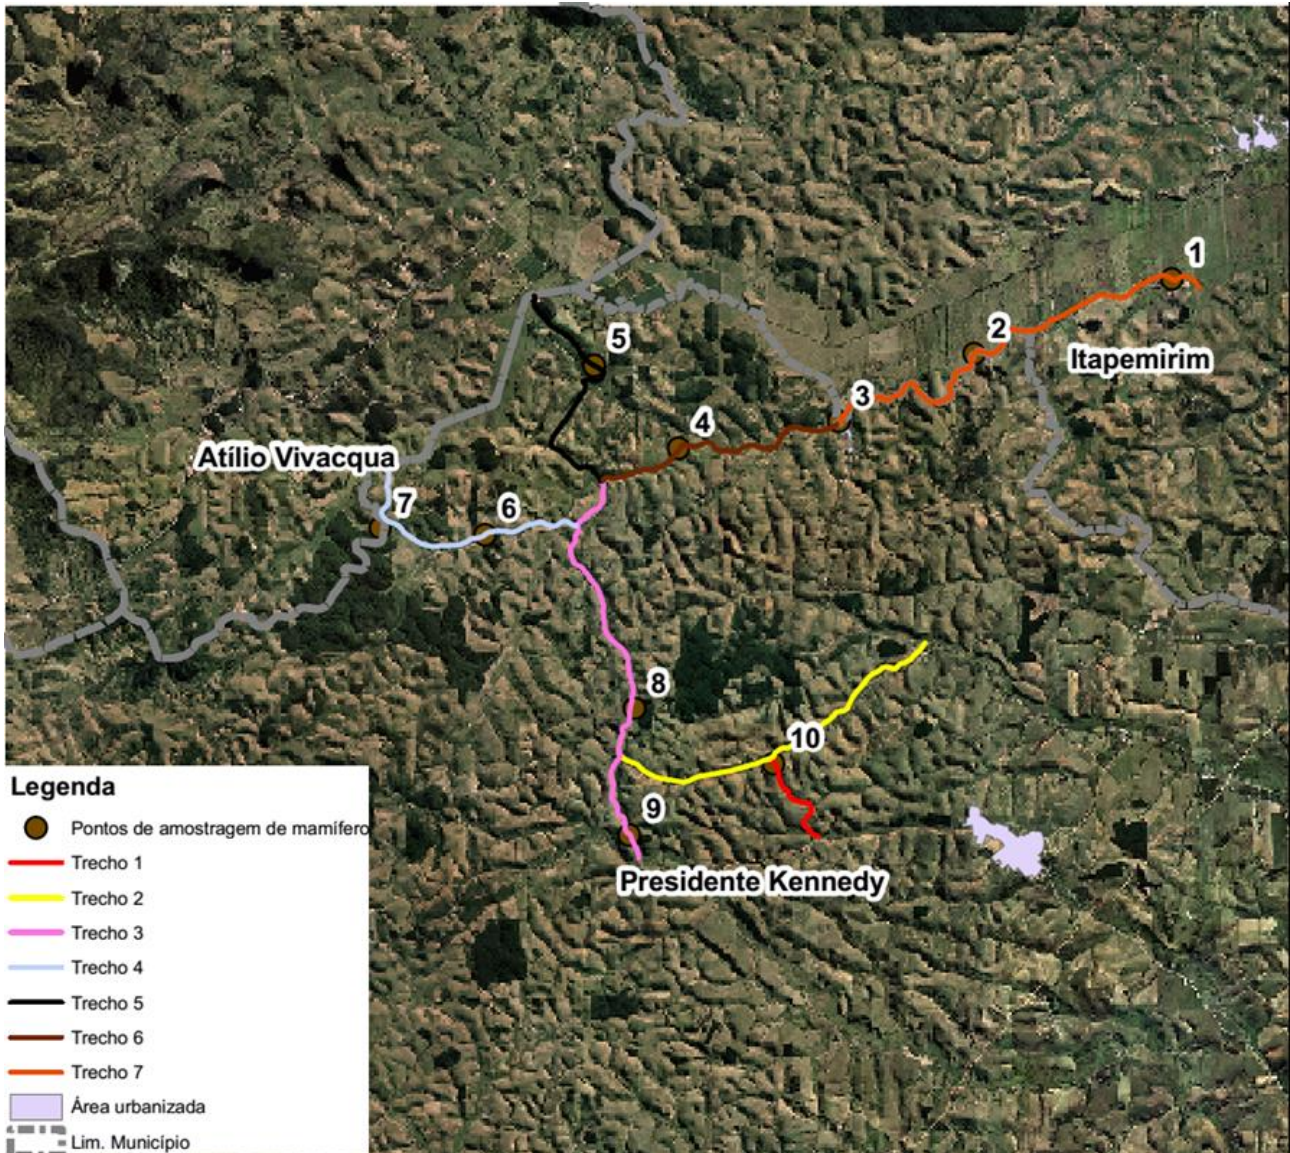 1
2
Itapemirim
5
3
4
Atílio Vivacqua
7
6
8
10
9
Presidente Kennedy
Legenda
Pontos de amostragem de mamífero
Trecho 1
Trecho 2
Trecho 3
Trecho 4
Trecho 5
Trecho 6
Trecho 7
Área urbanizada
Lim. Município